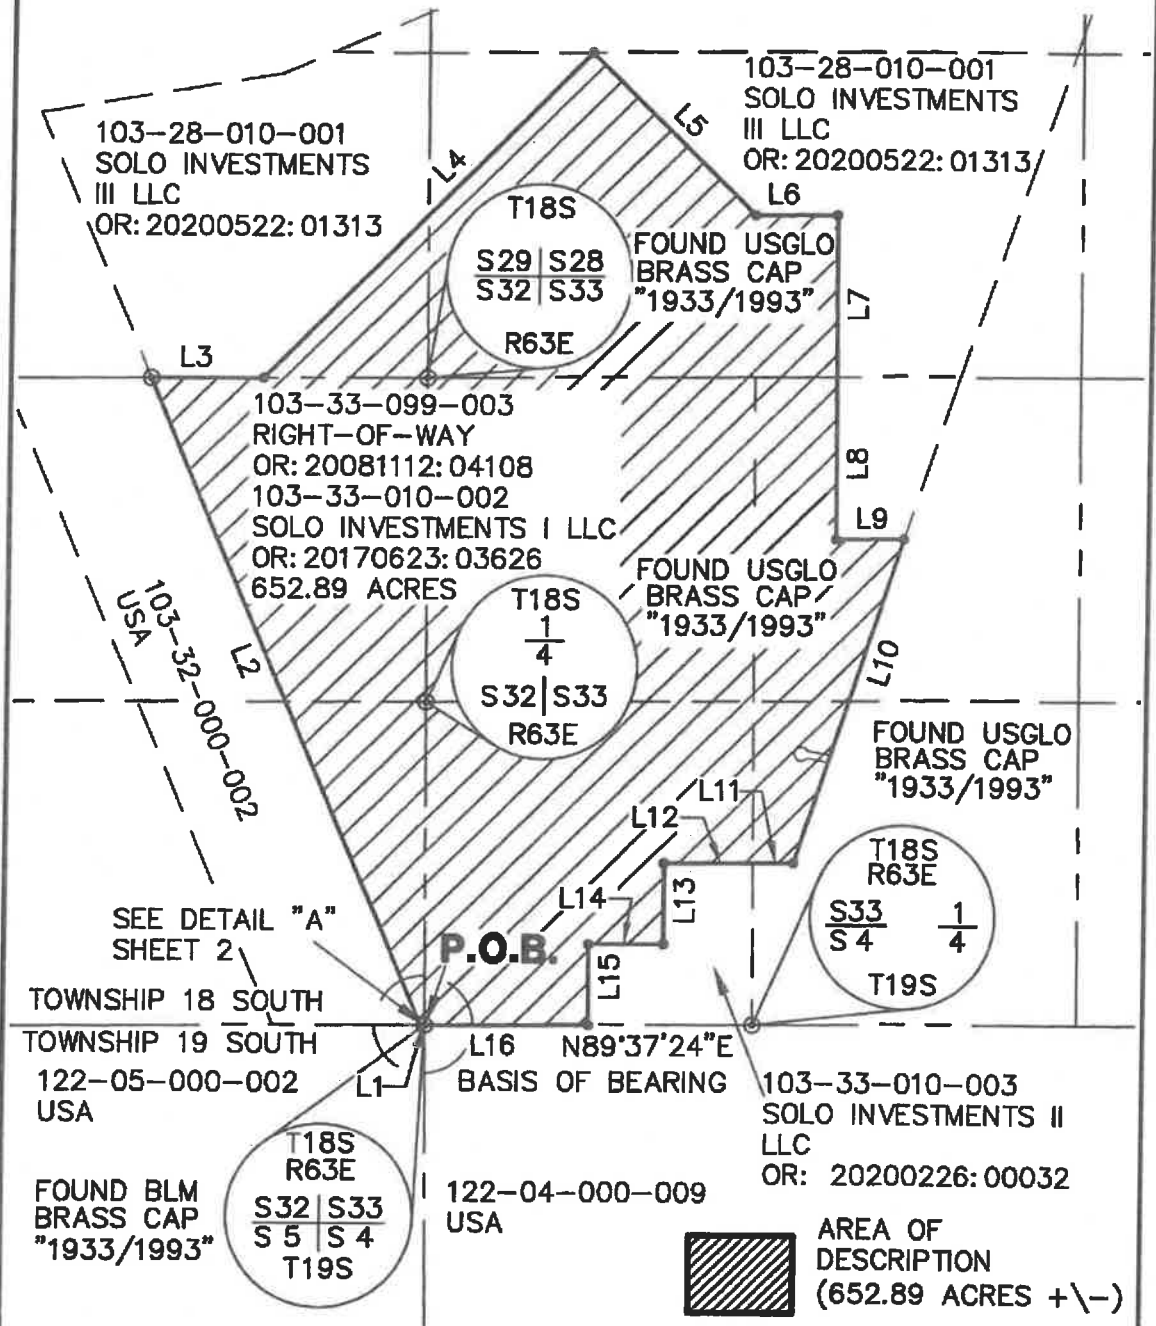 103-28-010-001
SOLO INVESTMENTS
III LLC
OR: 20200522: 01313
L4
L5
103-28-010-001
SOLO INVESTMENTS
III LLC
OR: 20200522: 01313
L6
T18S
S29 S28
S32 S33
R63E
FOUND USGLO
BRASS CAP
"1933/1993"
L7
L3
103-33-099-003
RIGHT-OF-WAY
OR: 20081112: 04108
103-33-010-002
SOLO INVESTMENTS I LLC
OR: 20170623: 03626
652.89 ACRES
L8
L9
FOUND USGLO
BRASS CAP
"1933/1993"
T18S
1
4
S32 S33
R63E
103-32-000-002
USA
L2
L10
FOUND USGLO
BRASS CAP
"1933/1993"
L11
L12
L13
L14
L15
T18S
R63E
S33 1
S 4 4
T19S
SEE DETAIL "A"
SHEET 2
P.O.B.
TOWNSHIP 18 SOUTH
TOWNSHIP 19 SOUTH
122-05-000-002
USA
L1
L16 N89°37'24"E
BASIS OF BEARING
103-33-010-003
SOLO INVESTMENTS II
LLC
OR: 20200226: 00032
FOUND BLM
BRASS CAP
"1933/1993"
T18S
R63E
S32 S33
S 5 S 4
T19S
122-04-000-009
USA
AREA OF
DESCRIPTION
(652.89 ACRES +\-)